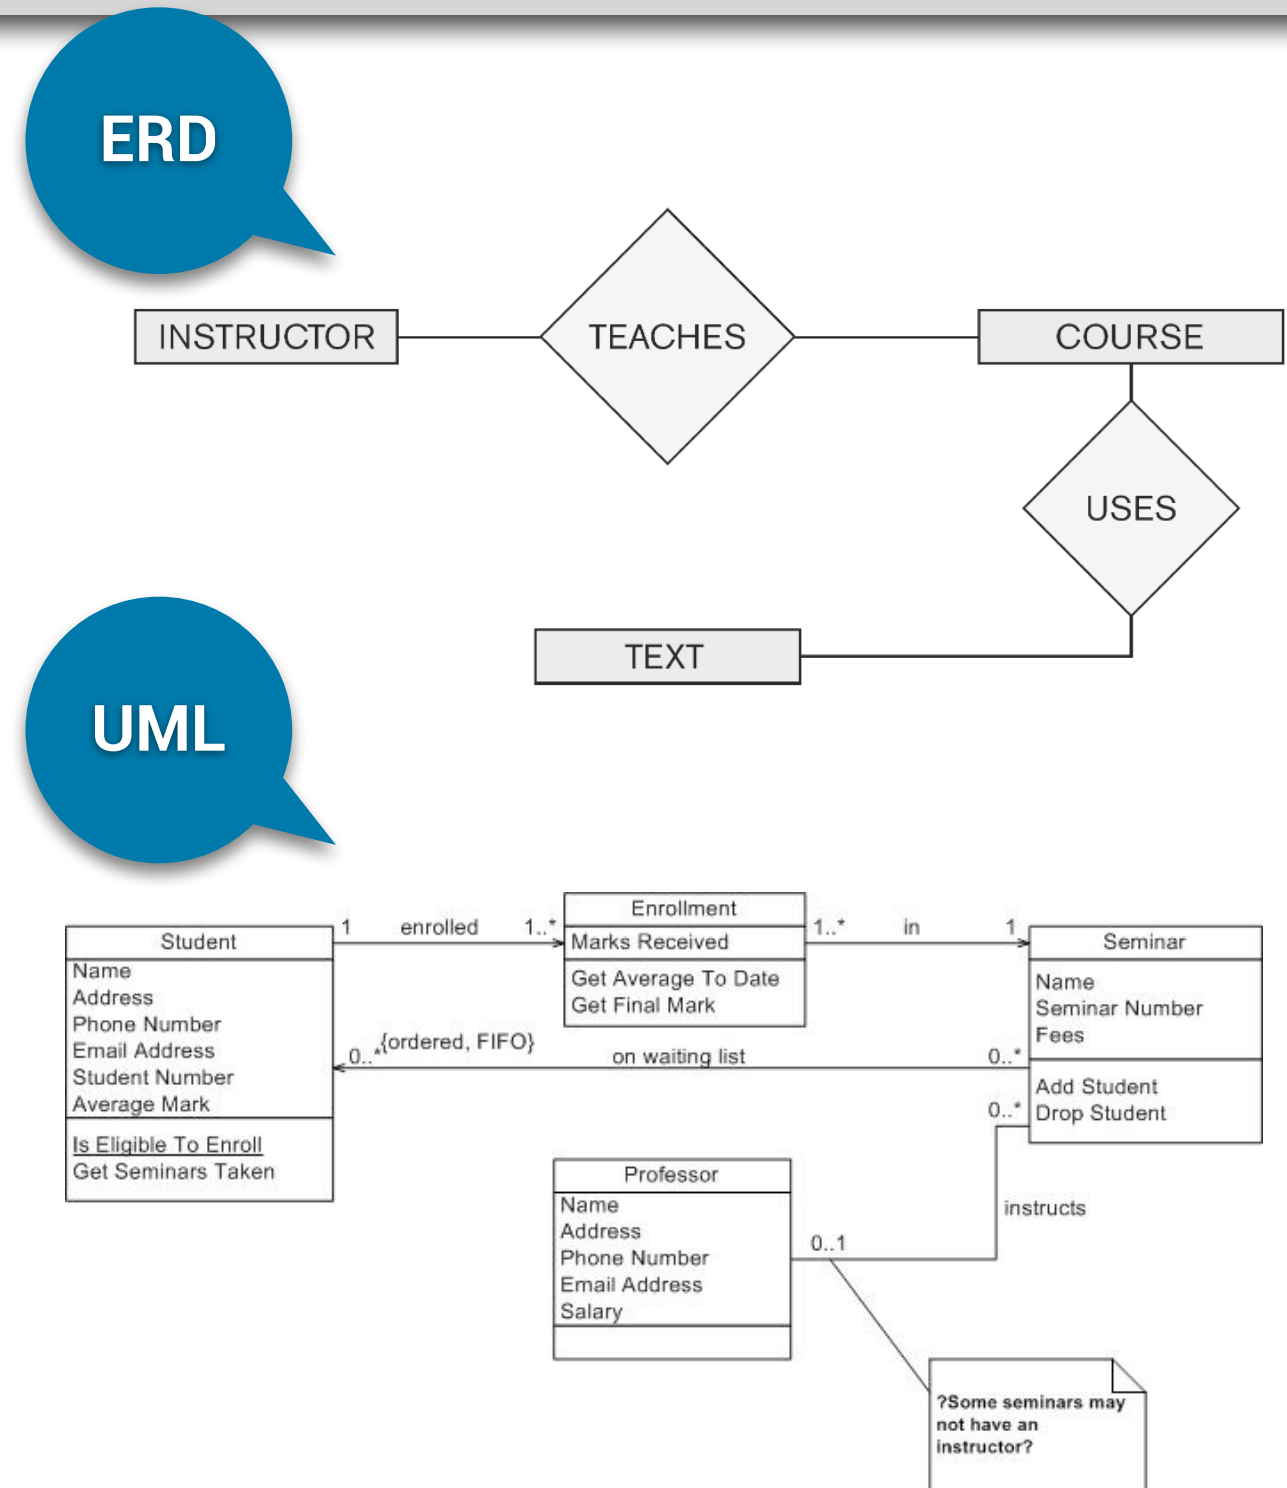 ERD
INSTRUCTOR
TEACHES
COURSE
USES
TEXT
UML
Student
Name
Address
Phone Number
Email Address
Student Number
Average Mark
Is Eligible To Enroll
Get Seminars Taken
1 enrolled 1..*
Enrollment
Marks Received
Get Average To Date
Get Final Mark
1..* in 1
Seminar
Name
Seminar Number
Fees
Add Student
Drop Student
0..* {ordered, FIFO} on waiting list 0..*
0..*
instructs
0..1
Professor
Name
Address
Phone Number
Email Address
Salary
?Some seminars may
not have an
instructor?